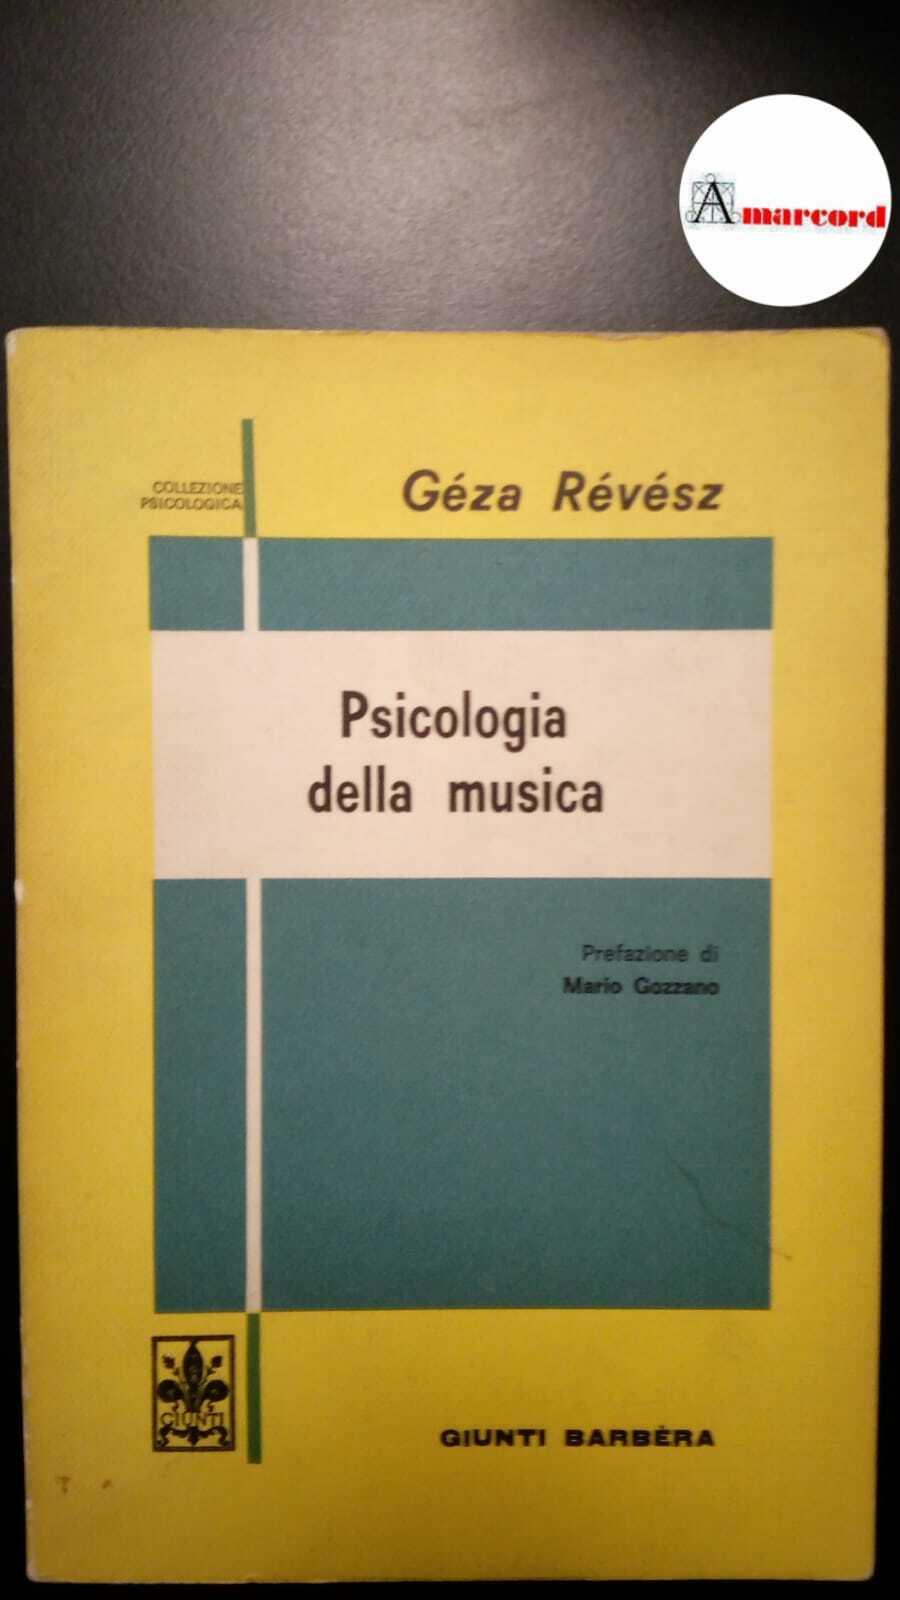 Amarcord
COLLEZIONE
PSICOLOGICA
Géza Révész
Psicologia
della musica
Prefazione di
Mario Gozzano
GIUNTI
GIUNTI BARBÈRA